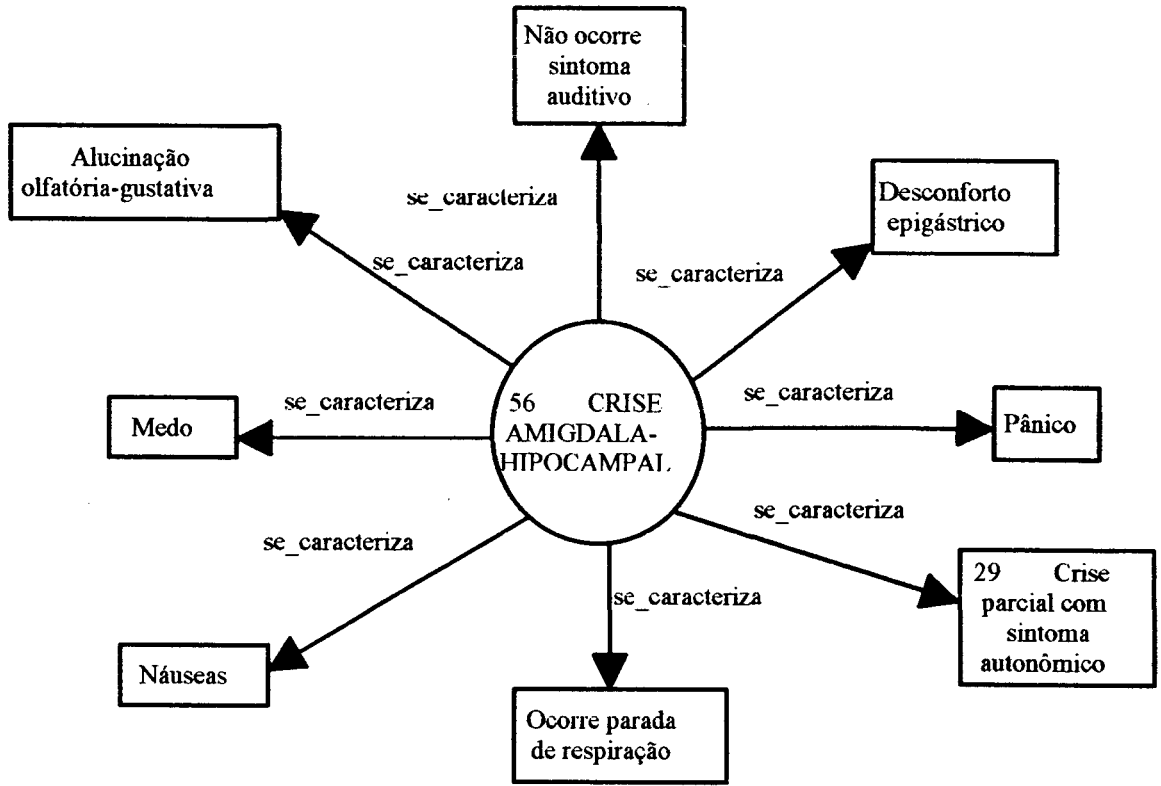 Não ocorre
sintoma
auditivo
Alucinação
olfatória-gustativa
se_caracteriza
Desconforto
epigástrico
se_caracteriza
se_caracteriza
Medo
se_caracteriza
56 CRISE
AMIGDALA-
HIPOCAMPAL
se_caracteriza
Pânico
se_caracteriza
se_caracteriza
29 Crise
parcial com
sintoma
autonômico
se_caracteriza
Náuseas
Ocorre parada
de respiração